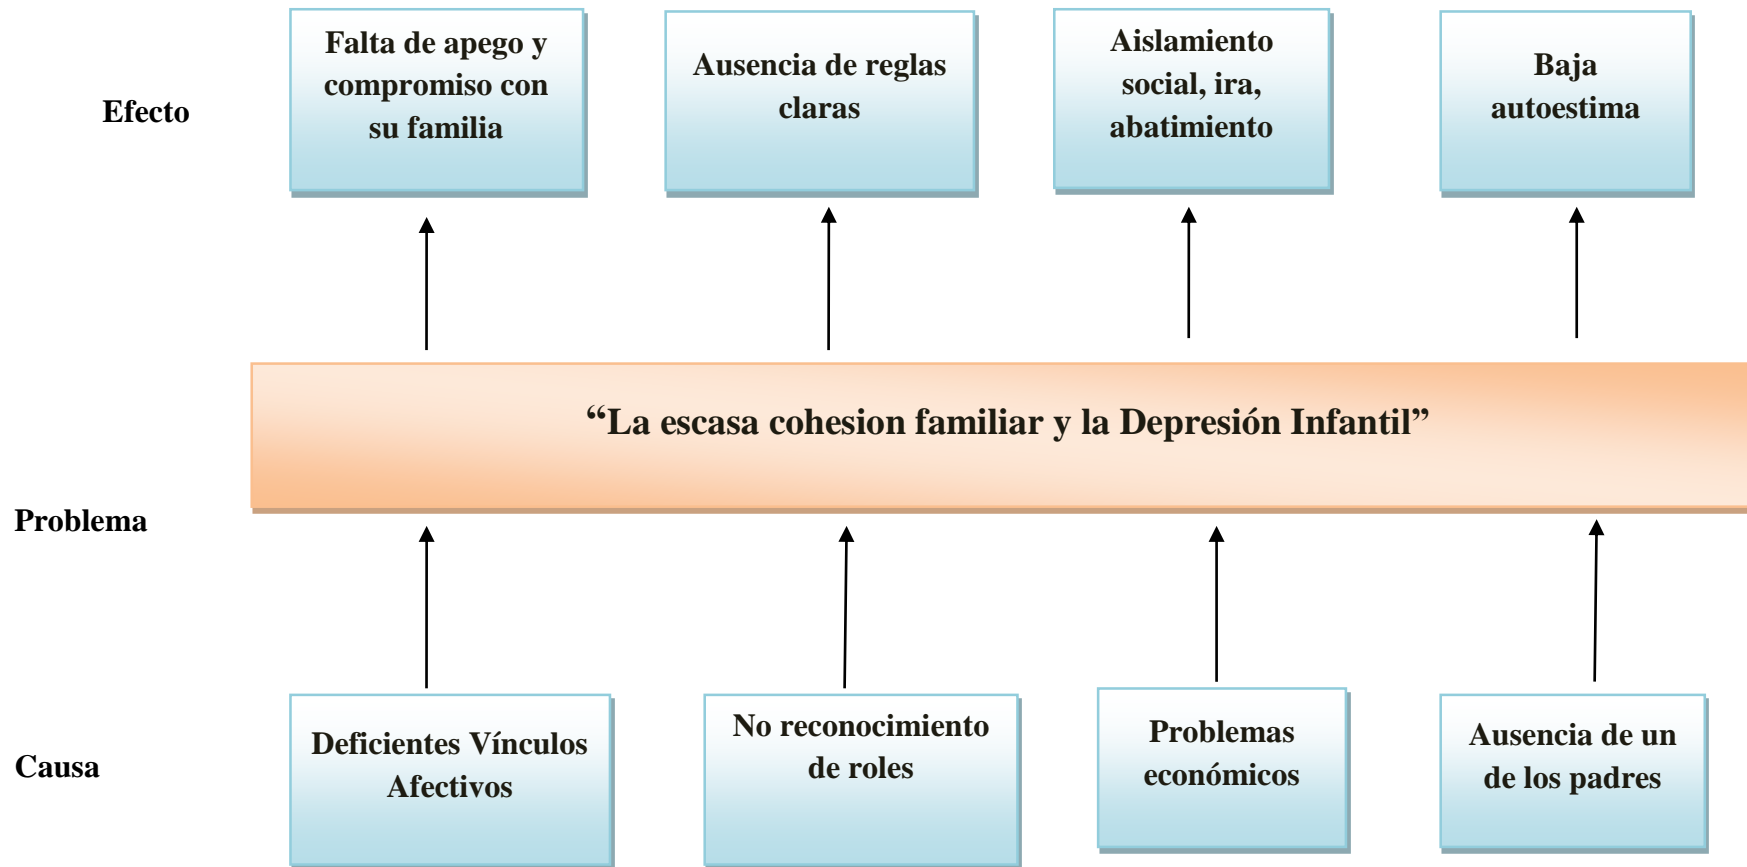 Efecto
Falta de apego y
compromiso con
su familia
Ausencia de reglas
claras
Aislamiento
social, ira,
abatimiento
Baja
autoestima
Problema
“La escasa cohesion familiar y la Depresión Infantil”
Causa
Deficientes Vínculos
Afectivos
No reconocimiento
de roles
Problemas
económicos
Ausencia de un
de los padres